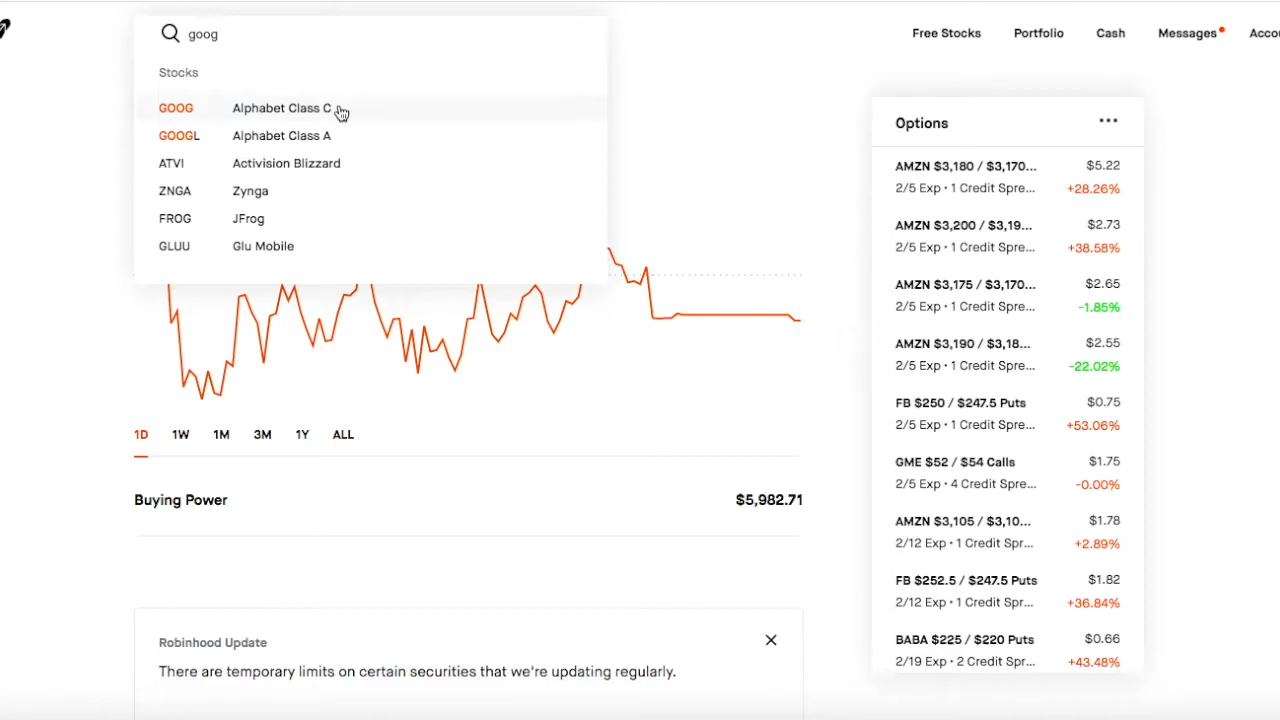 goog
Free Stocks Portfolio Cash Messages Accou
Stocks
GOOG Alphabet Class C
GOOGL Alphabet Class A
ATVI Activision Blizzard
ZNGA Zynga
FROG JFrog
GLUU Glu Mobile
1D 1W 1M 3M 1Y ALL
Buying Power $5,982.71
Robinhood Update
There are temporary limits on certain securities that we're updating regularly.
Options
AMZN $3,180 / $3,170... $5.22
2/5 Exp • 1 Credit Spre... +28.26%
AMZN $3,200 / $3,19... $2.73
2/5 Exp • 1 Credit Spre... +38.58%
AMZN $3,175 / $3,170... $2.65
2/5 Exp • 1 Credit Spre... -1.85%
AMZN $3,190 / $3,18... $2.55
2/5 Exp • 1 Credit Spre... -22.02%
FB $250 / $247.5 Puts $0.75
2/5 Exp • 1 Credit Spre... +53.06%
GME $52 / $54 Calls $1.75
2/5 Exp • 4 Credit Spre... -0.00%
AMZN $3,105 / $3,10... $1.78
2/12 Exp • 1 Credit Spr... +2.89%
FB $252.5 / $247.5 Puts $1.82
2/12 Exp • 1 Credit Spr... +36.84%
BABA $225 / $220 Puts $0.66
2/19 Exp • 2 Credit Spr... +43.48%